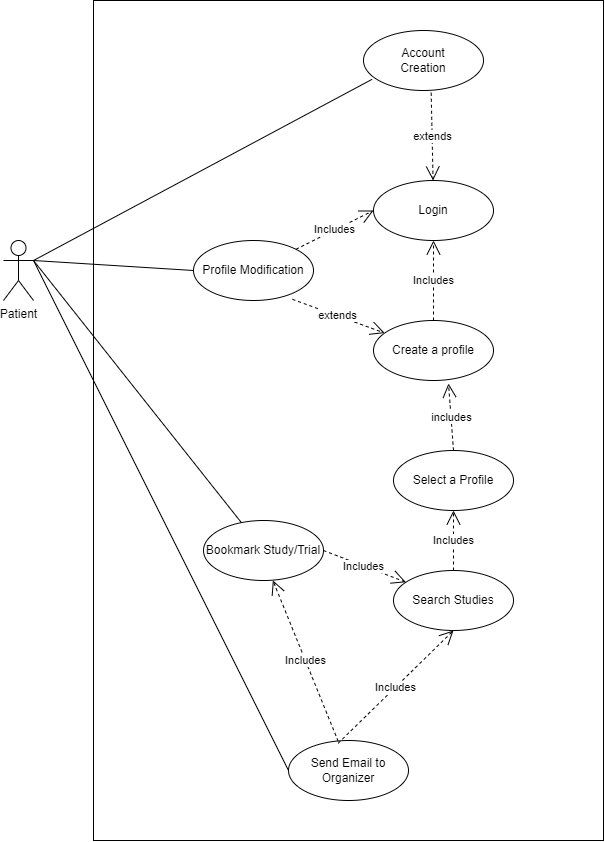 Account
Creation
extends
Login
Includes
Profile Modification
Includes
extends
Patient
Create a profile
includes
Select a Profile
Includes
Bookmark Study/Trial
Includes
Search Studies
Includes
Includes
Send Email to
Organizer